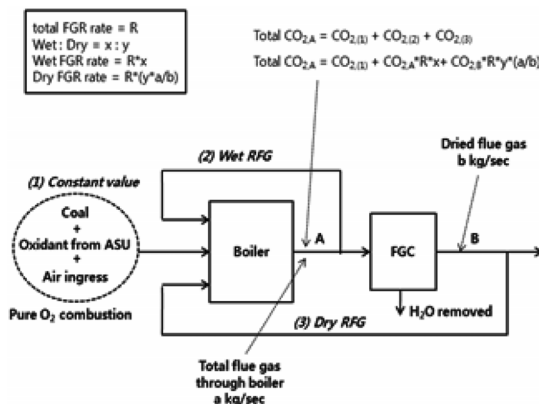 total FGR rate = R
Wet : Dry = x : y
Wet FGR rate = R*x
Dry FGR rate = R*(y*a/b)
Total CO2,A = CO2,(1) + CO2,(2) + CO2,(3)
Total CO2,A = CO2,(1) + CO2,A*R*x+ CO2,B*R*y*(a/b)
Dried flue gas
b kg/sec
(2) Wet RFG
(1) Constant value
Coal
+
Oxidant from ASU
+
Air ingress
Boiler
A
FGC
B
Pure O2 combustion
H2O removed
(3) Dry RFG
Total flue gas
through boiler
a kg/sec